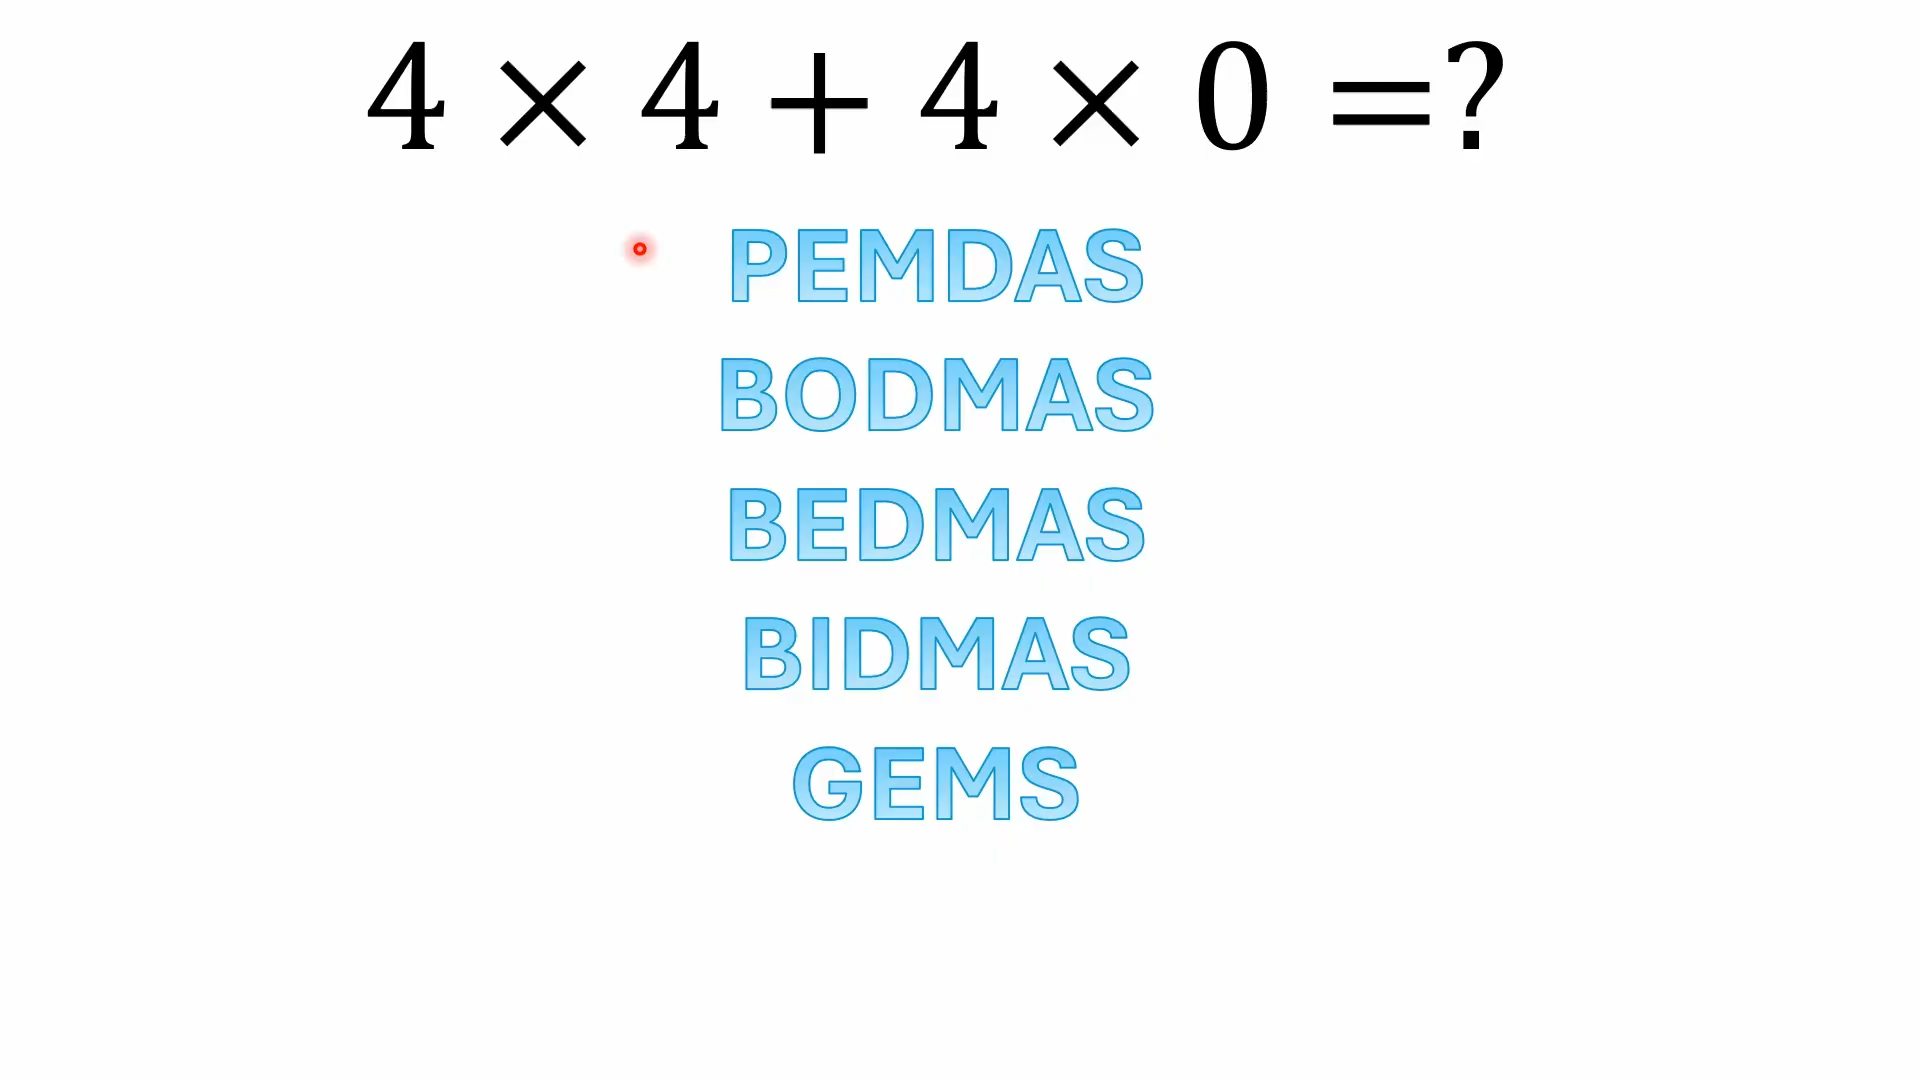 4 × 4 + 4 × 0 =?
PEMDAS
BODMAS
BEDMAS
BIDMAS
GEMS